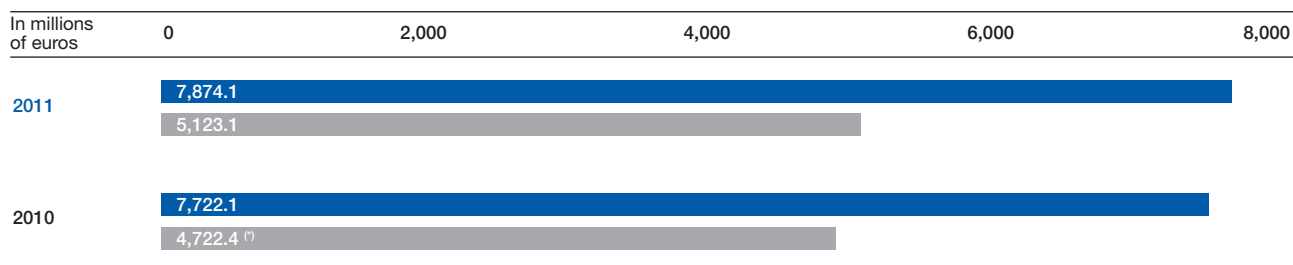 In millions
of euros
0 2,000 4,000 6,000 8,000
2011
7,874.1
5,123.1
2010
7,722.1
4,722.4 (*)